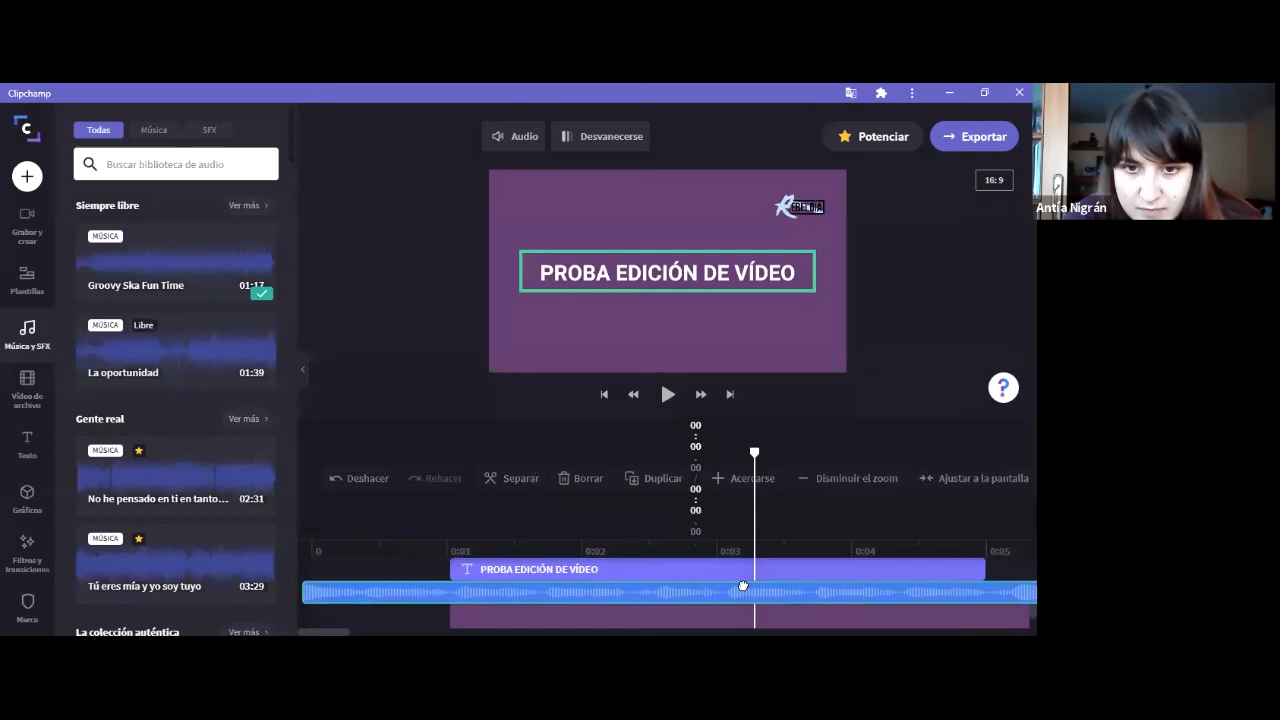 Clipchamp
Todas
Música
SFX
Audio
Desvanecerse
Potenciar
Exportar
Buscar biblioteca de audio
16:9
Siempre libre
Ver más
Grabar y
crear
MÚSICA
Groovy Ska Fun Time
01:17
Plantillas
Música y SFX
MÚSICA
Libre
La oportunidad
01:39
Vídeo de
archivo
Gente real
Ver más
Texto
MÚSICA
No he pensado en ti en tanto...
02:31
Gráficos
MÚSICA
Tú eres mía y yo soy tuyo
03:29
Filtros y
transiciones
Marca
La colección auténtica
Ver más
REBELDÍA
PROBA EDICIÓN DE VÍDEO
?
00
:
00
.
00
/
00
:
00
.
00
Deshacer
Rehacer
Separar
Borrar
Duplicar
Acercarse
Disminuir el zoom
Ajustar a la pantalla
0
0:01
0:02
0:03
0:04
0:05
PROBA EDICIÓN DE VÍDEO
Antía Nigrán